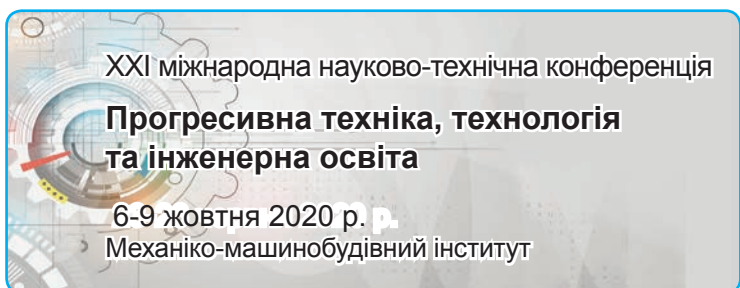 XXI міжнародна науково-технічна конференція
Прогресивна техніка, технологія
та інженерна освіта
6-9 жовтня 2020 р.
Механіко-машинобудівний інститут